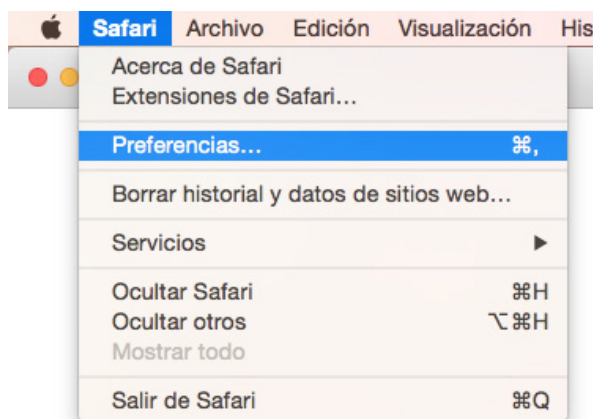 Safari Archivo Edición Visualización His
Acerca de Safari
Extensiones de Safari...
Preferencias... ⌘,
Borrar historial y datos de sitios web...
Servicios ▶
Ocultar Safari ⌘H
Ocultar otros ⌥⌘H
Mostrar todo
Salir de Safari ⌘Q